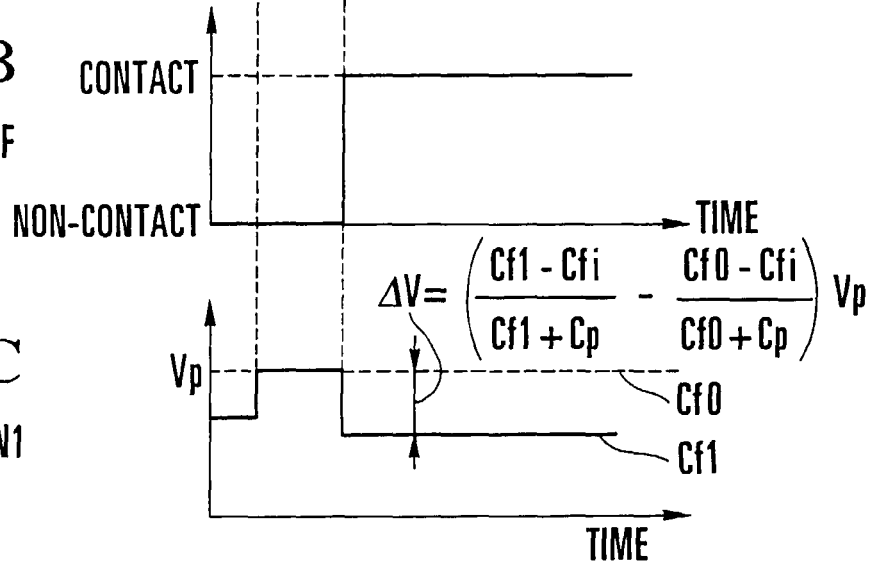 B
CONTACT
F
NON-CONTACT
TIME
ΔV= ( (Cf1 - Cfi) / (Cf1 + Cp) - (Cf0 - Cfi) / (Cf0 + Cp) ) Vp
C
Vp
Cf0
N1
Cf1
TIME